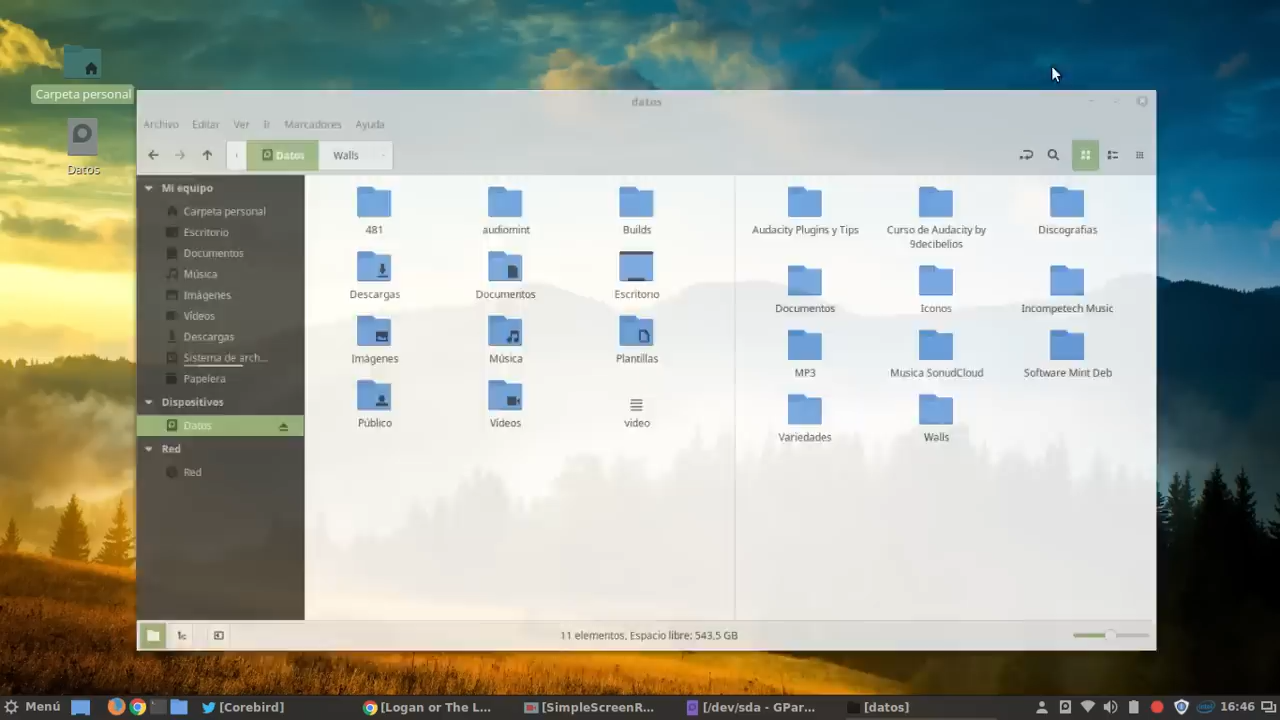 Carpeta personal
Datos
datos
Archivo Editar Ver Ir Marcadores Ayuda
Datos Walls
Mi equipo
Carpeta personal
Escritorio
Documentos
Música
Imágenes
Vídeos
Descargas
Sistema de arch...
Papelera
Dispositivos
Datos
Red
Red
481 audiomint Builds
Descargas Documentos Escritorio
Imágenes Música Plantillas
Público Vídeos video
Audacity Plugins y Tips Curso de Audacity by Discografias
9decibelios
Documentos Iconos Incompetech Music
MP3 Musica SonudCloud Software Mint Deb
Variedades Walls
11 elementos, Espacio libre: 543,5 GB
Menú [Corebird] [Logan or The L... [SimpleScreenR... [/dev/sda - GPar... [datos] 16:46